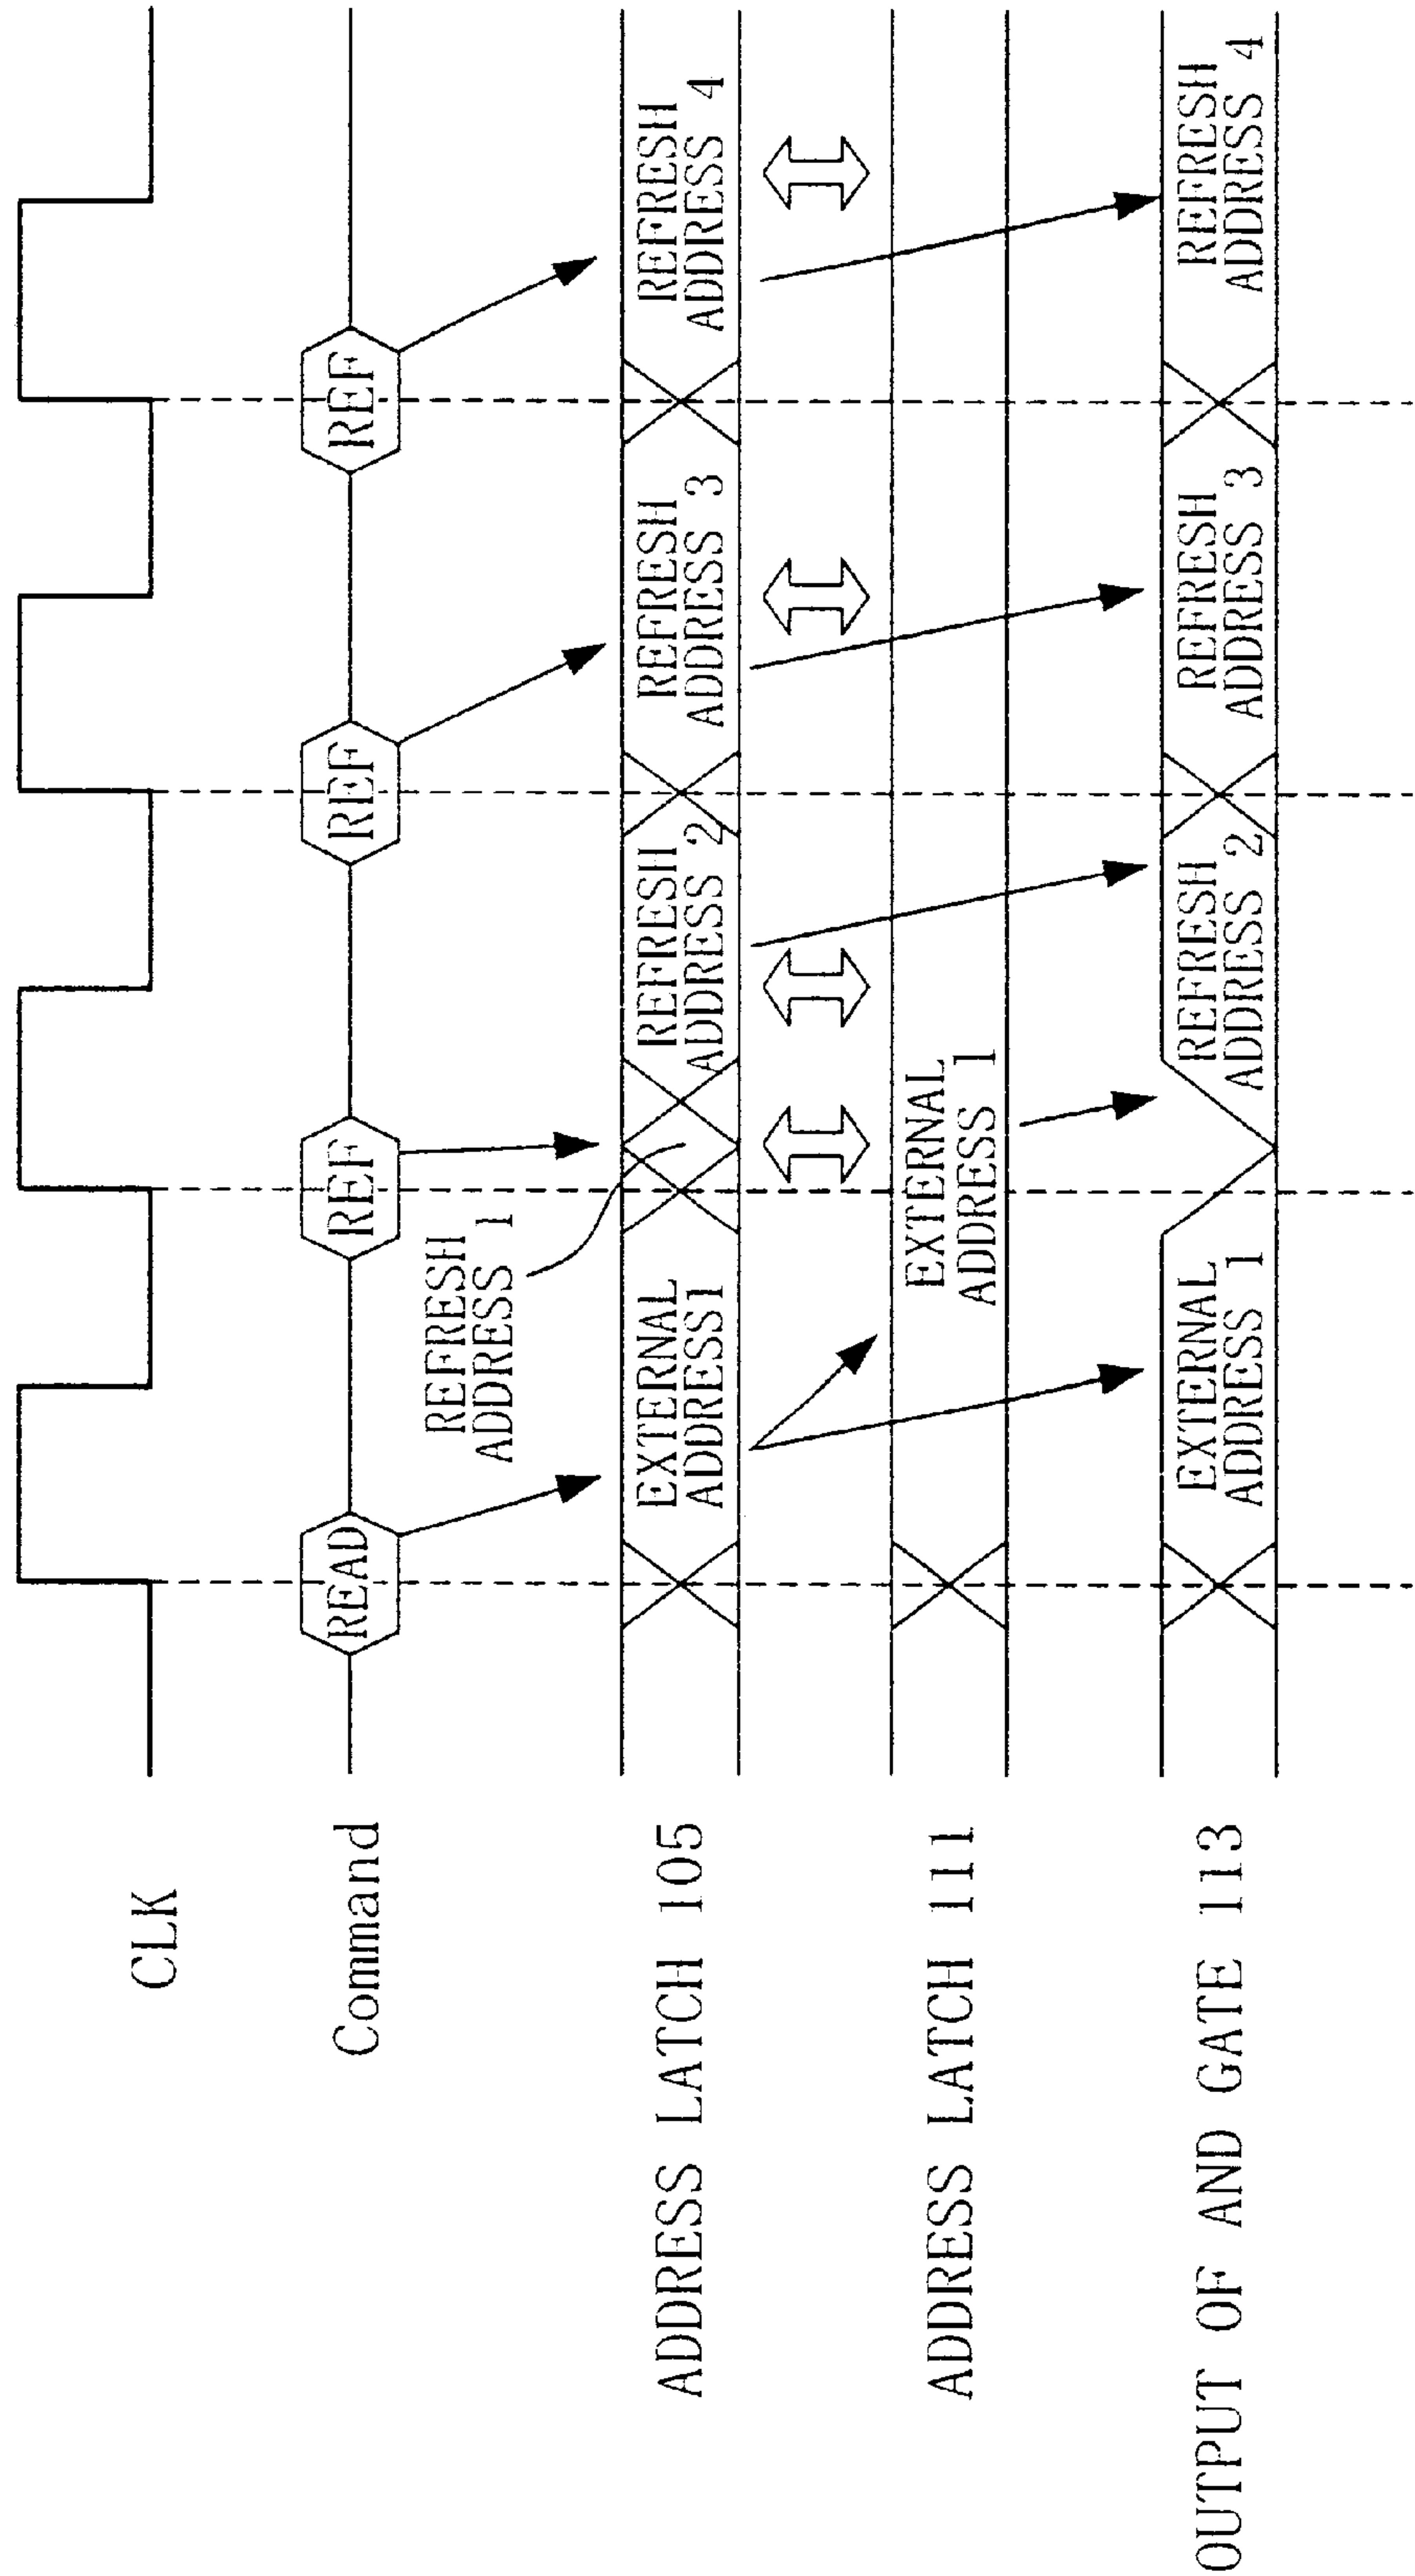 CLK
Command
READ
REF
REF
REF
REFRESH
ADDRESS 1
ADDRESS LATCH 105
EXTERNAL
ADDRESS1
REFRESH
ADDRESS 2
REFRESH
ADDRESS 3
REFRESH
ADDRESS 4
ADDRESS LATCH 111
EXTERNAL
ADDRESS 1
OUTPUT OF AND GATE 113
EXTERNAL
ADDRESS 1
REFRESH
ADDRESS 2
REFRESH
ADDRESS 3
REFRESH
ADDRESS 4